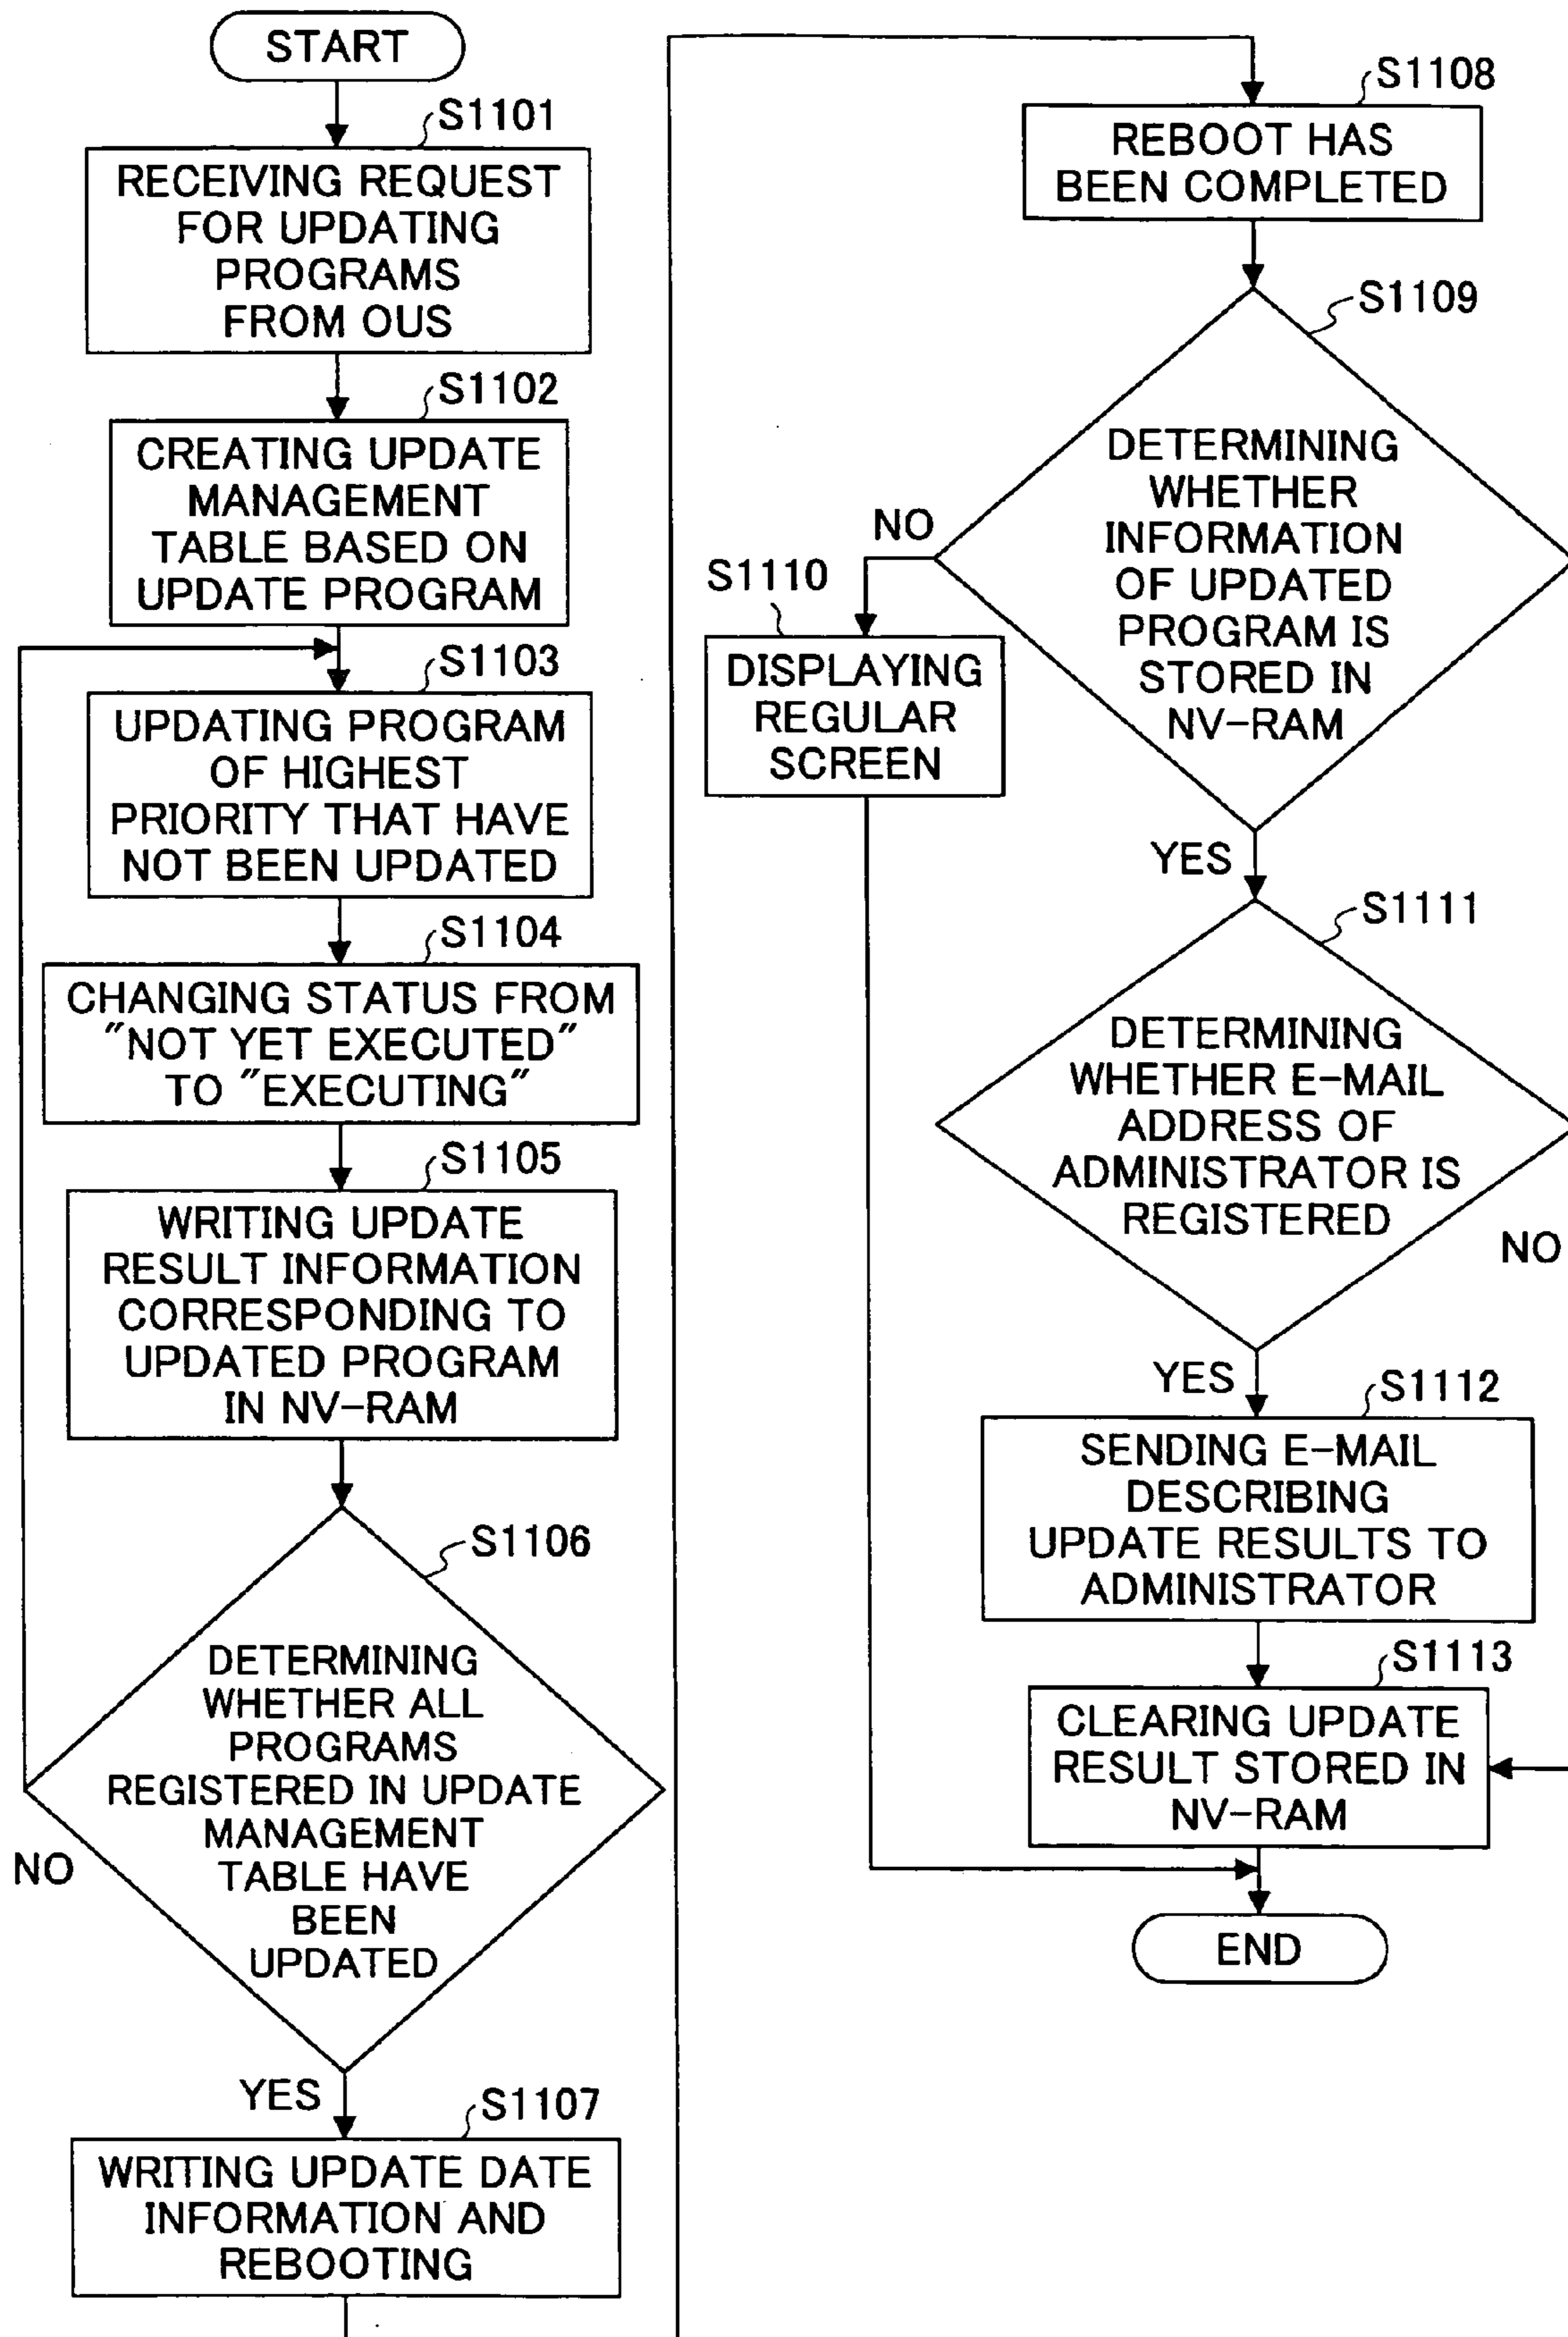 START
S1101
RECEIVING REQUEST
FOR UPDATING
PROGRAMS
FROM OUS
S1102
CREATING UPDATE
MANAGEMENT
TABLE BASED ON
UPDATE PROGRAM
S1103
UPDATING PROGRAM
OF HIGHEST
PRIORITY THAT HAVE
NOT BEEN UPDATED
S1104
CHANGING STATUS FROM
"NOT YET EXECUTED"
TO "EXECUTING"
S1105
WRITING UPDATE
RESULT INFORMATION
CORRESPONDING TO
UPDATED PROGRAM
IN NV-RAM
S1106
DETERMINING
WHETHER ALL
PROGRAMS
REGISTERED IN UPDATE
MANAGEMENT
TABLE HAVE
BEEN
UPDATED
NO
YES
S1107
WRITING UPDATE DATE
INFORMATION AND
REBOOTING
S1108
REBOOT HAS
BEEN COMPLETED
S1109
DETERMINING
WHETHER
INFORMATION
OF UPDATED
PROGRAM IS
STORED IN
NV-RAM
NO
S1110
DISPLAYING
REGULAR
SCREEN
YES
S1111
DETERMINING
WHETHER E-MAIL
ADDRESS OF
ADMINISTRATOR IS
REGISTERED
NO
YES
S1112
SENDING E-MAIL
DESCRIBING
UPDATE RESULTS TO
ADMINISTRATOR
S1113
CLEARING UPDATE
RESULT STORED IN
NV-RAM
END